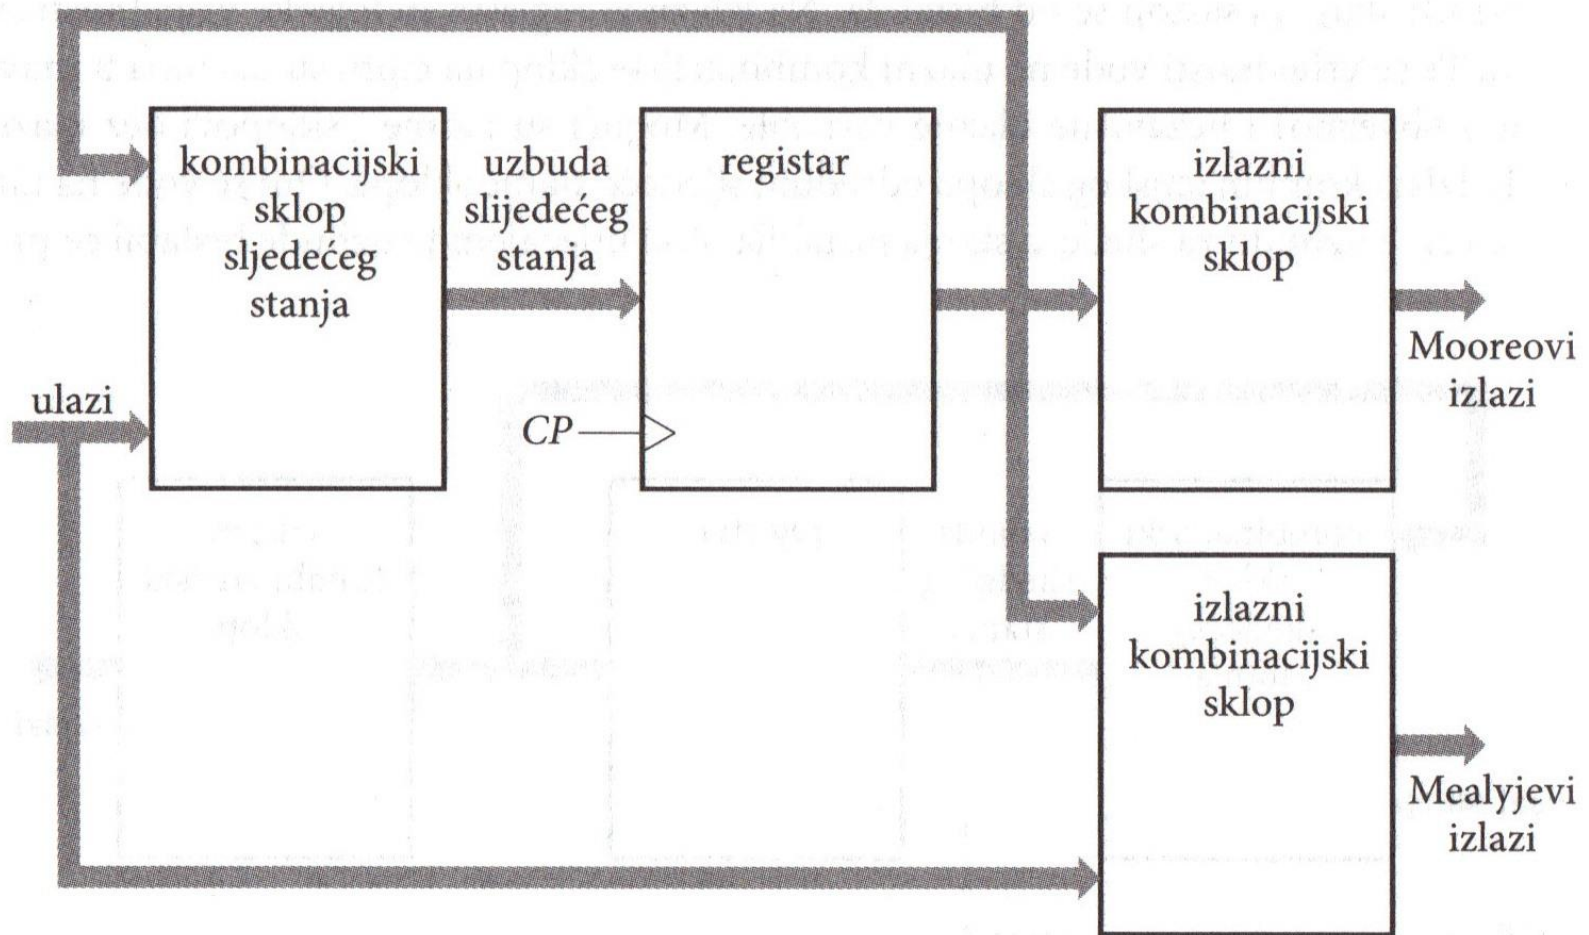 kombinacijski
sklop
sljedećeg
stanja
uzbuda
slijedećeg
stanja
registar
izlazni
kombinacijski
sklop
Mooreovi
izlazi
ulazi
CP
izlazni
kombinacijski
sklop
Mealyjevi
izlazi